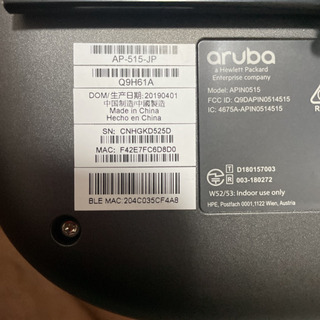 AP-515-JP
Q9H61A
DOM/生产日期:20190401
中国制造/中國製造
Made in China
Hecho en China
SN: CNHGKD525D
MAC: F42E7FC6D8D0
BLE MAC:204C035CF4A8
aruba
a Hewlett Packard
Enterprise company
Model: APIN0515
FCC ID: Q9DAPIN0514515
IC: 4675A-APIN0514515
T D180157003
R 003-180272
W52/53: Indoor use only
HPE, Postfach 0001,1122 Wien, Austria